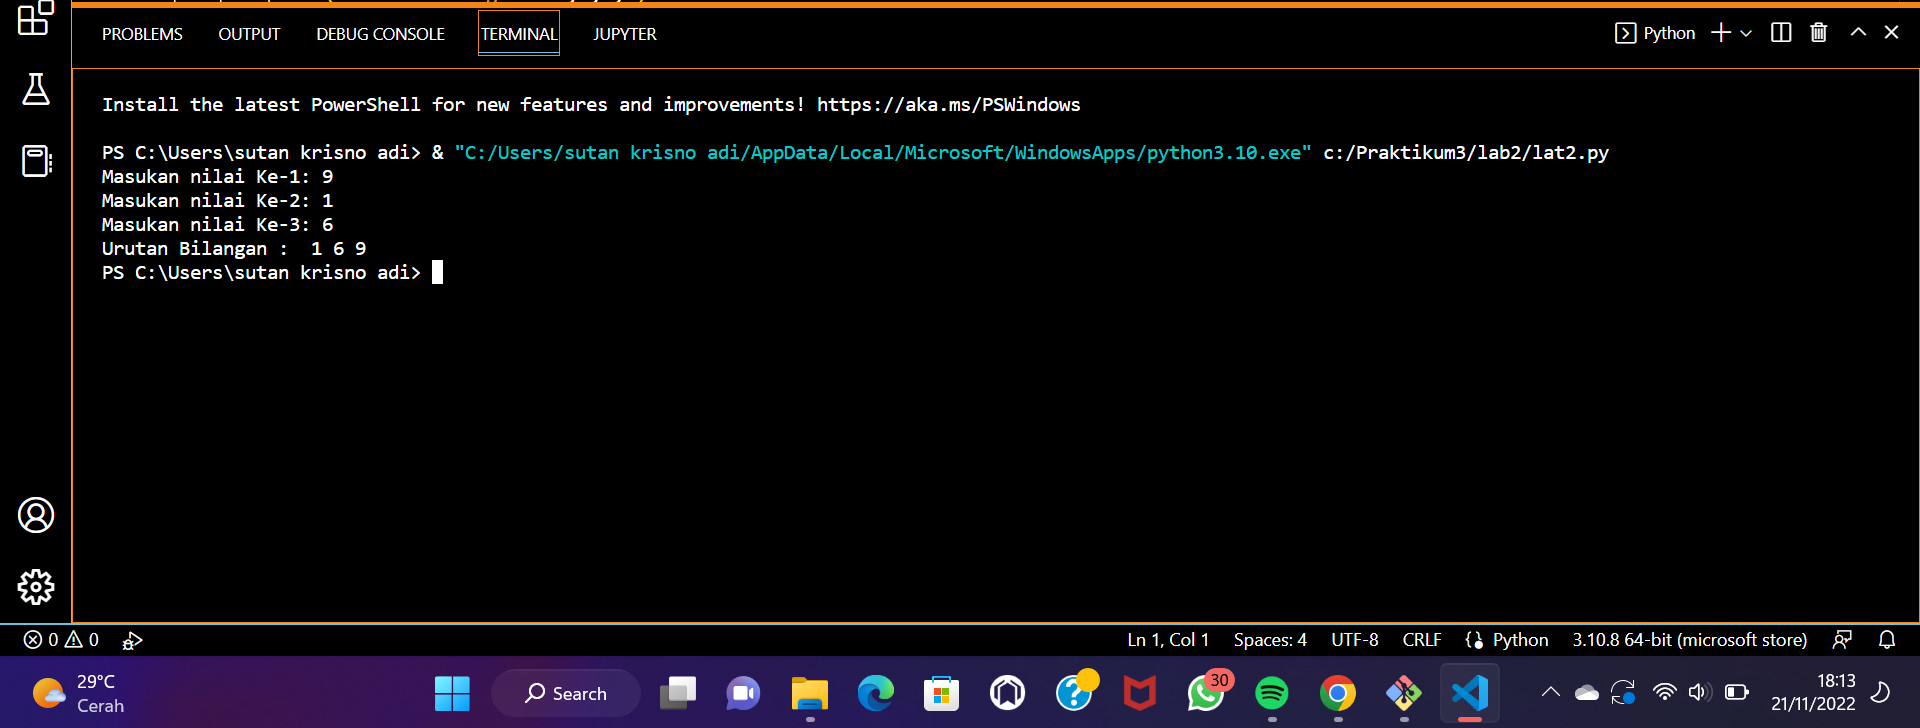 PROBLEMS OUTPUT DEBUG CONSOLE TERMINAL JUPYTER Python
Install the latest PowerShell for new features and improvements! https://aka.ms/PSWindows
PS C:\Users\sutan krisno adi> & "C:/Users/sutan krisno adi/AppData/Local/Microsoft/WindowsApps/python3.10.exe" c:/Praktikum3/lab2/lat2.py
Masukan nilai Ke-1: 9
Masukan nilai Ke-2: 1
Masukan nilai Ke-3: 6
Urutan Bilangan :  1 6 9
PS C:\Users\sutan krisno adi>
0 0 Ln 1, Col 1 Spaces: 4 UTF-8 CRLF Python 3.10.8 64-bit (microsoft store)
29°C
Cerah
Search
30
18:13
21/11/2022